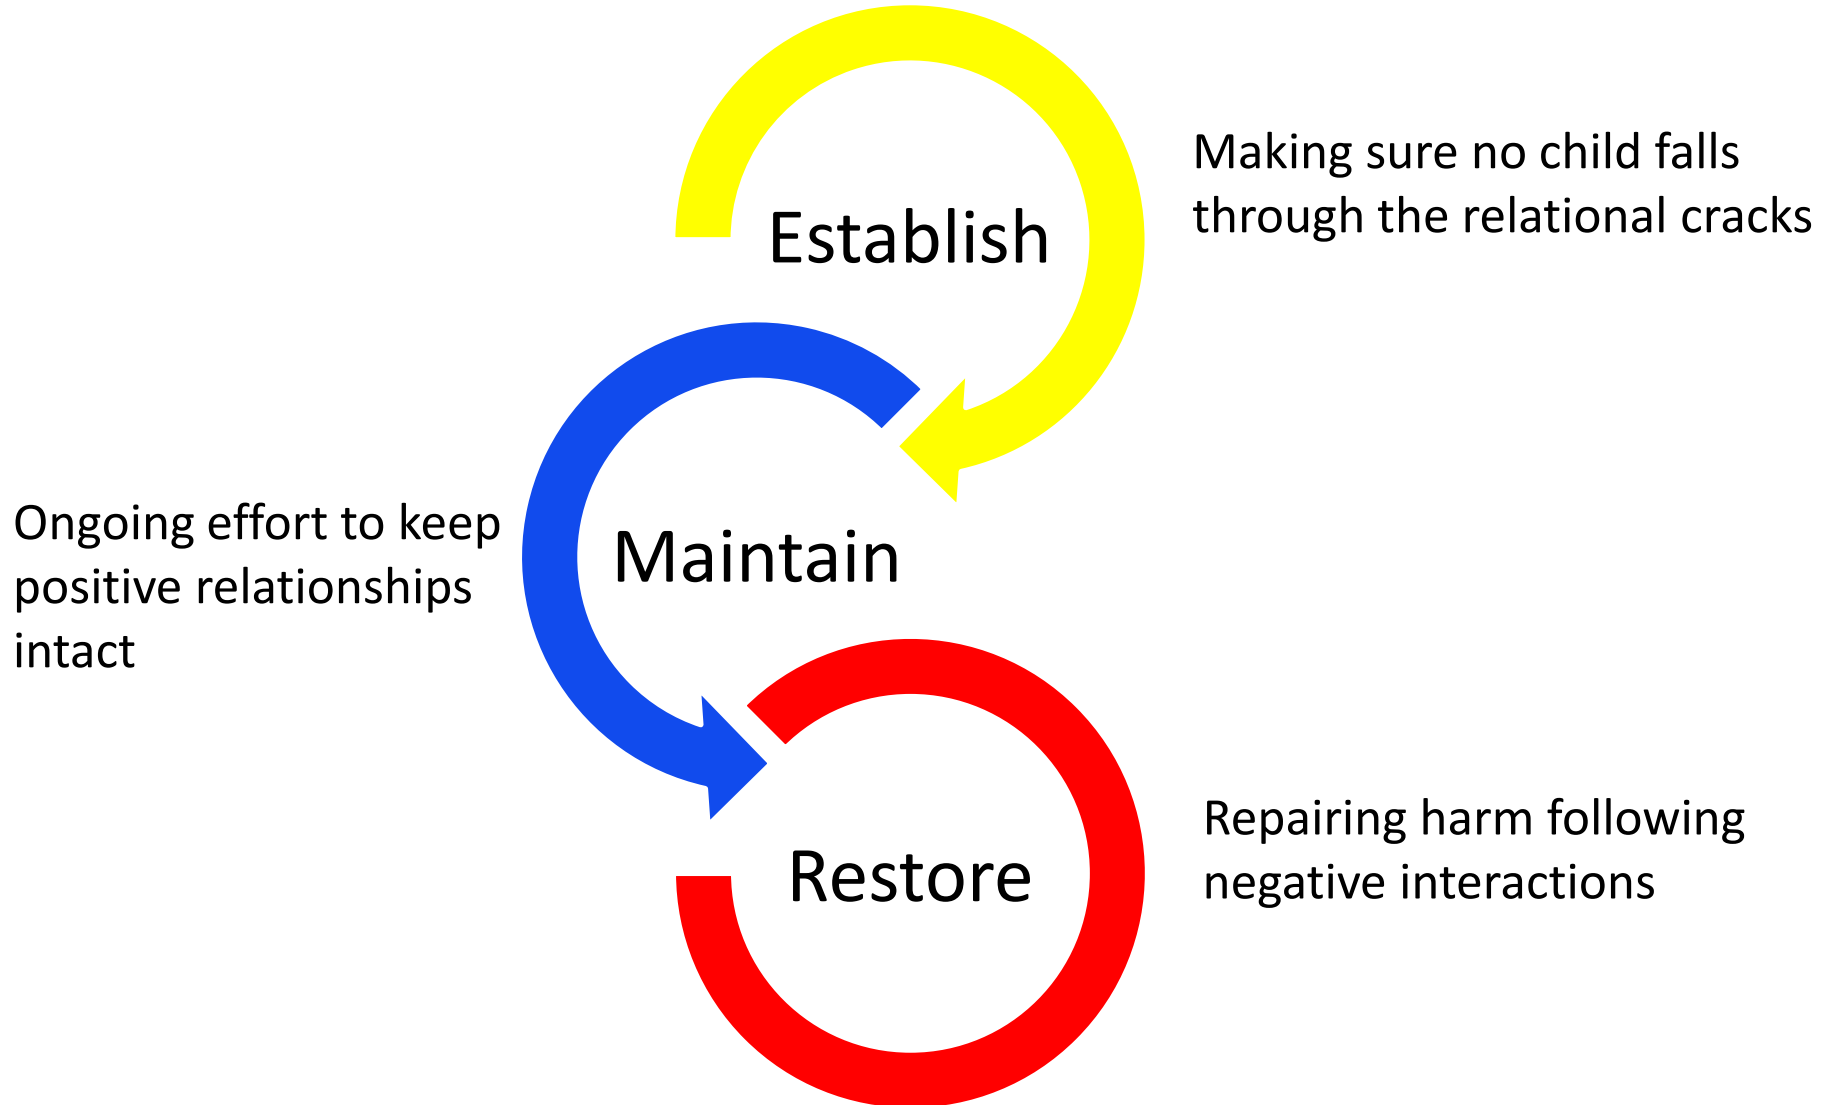 Establish
Making sure no child falls
through the relational cracks
Maintain
Ongoing effort to keep
positive relationships
intact
Restore
Repairing harm following
negative interactions